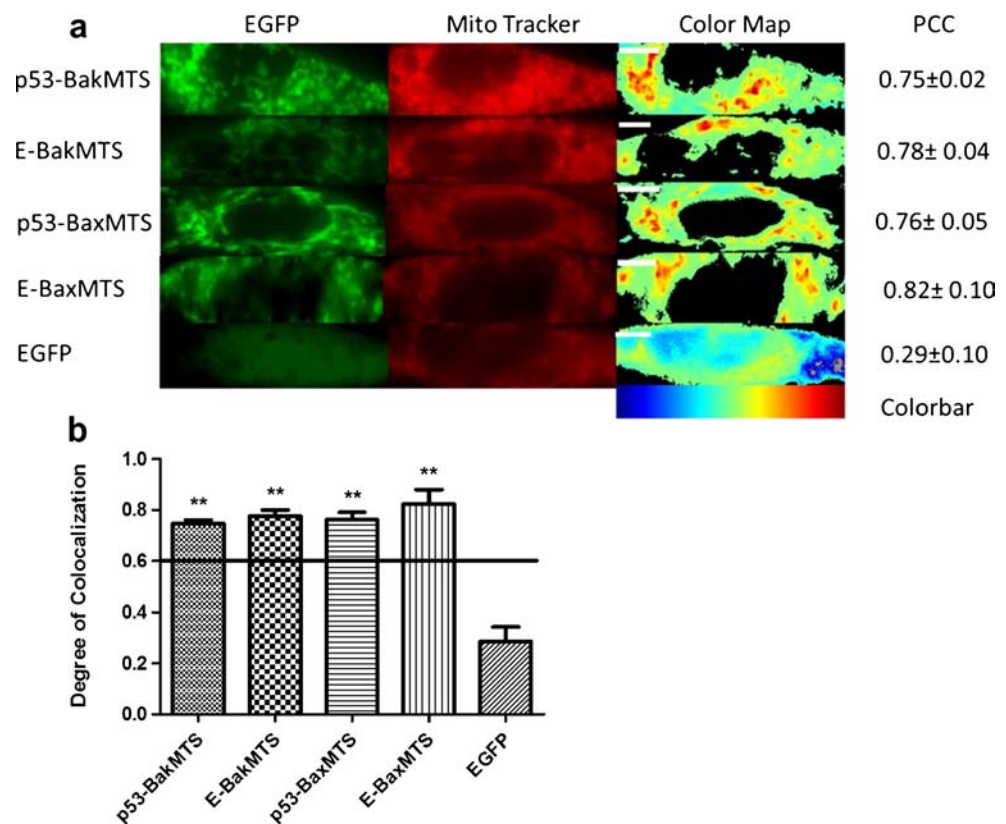 a
EGFP Mito Tracker Color Map PCC
p53-BakMTS 0.75±0.02
E-BakMTS 0.78± 0.04
p53-BaxMTS 0.76± 0.05
E-BaxMTS 0.82± 0.10
EGFP 0.29±0.10
Colorbar
b
Degree of Colocalization
1.0
0.8
0.6
0.4
0.2
0.0
** ** ** **
p53-BakMTS
E-BakMTS
p53-BaxMTS
E-BaxMTS
EGFP